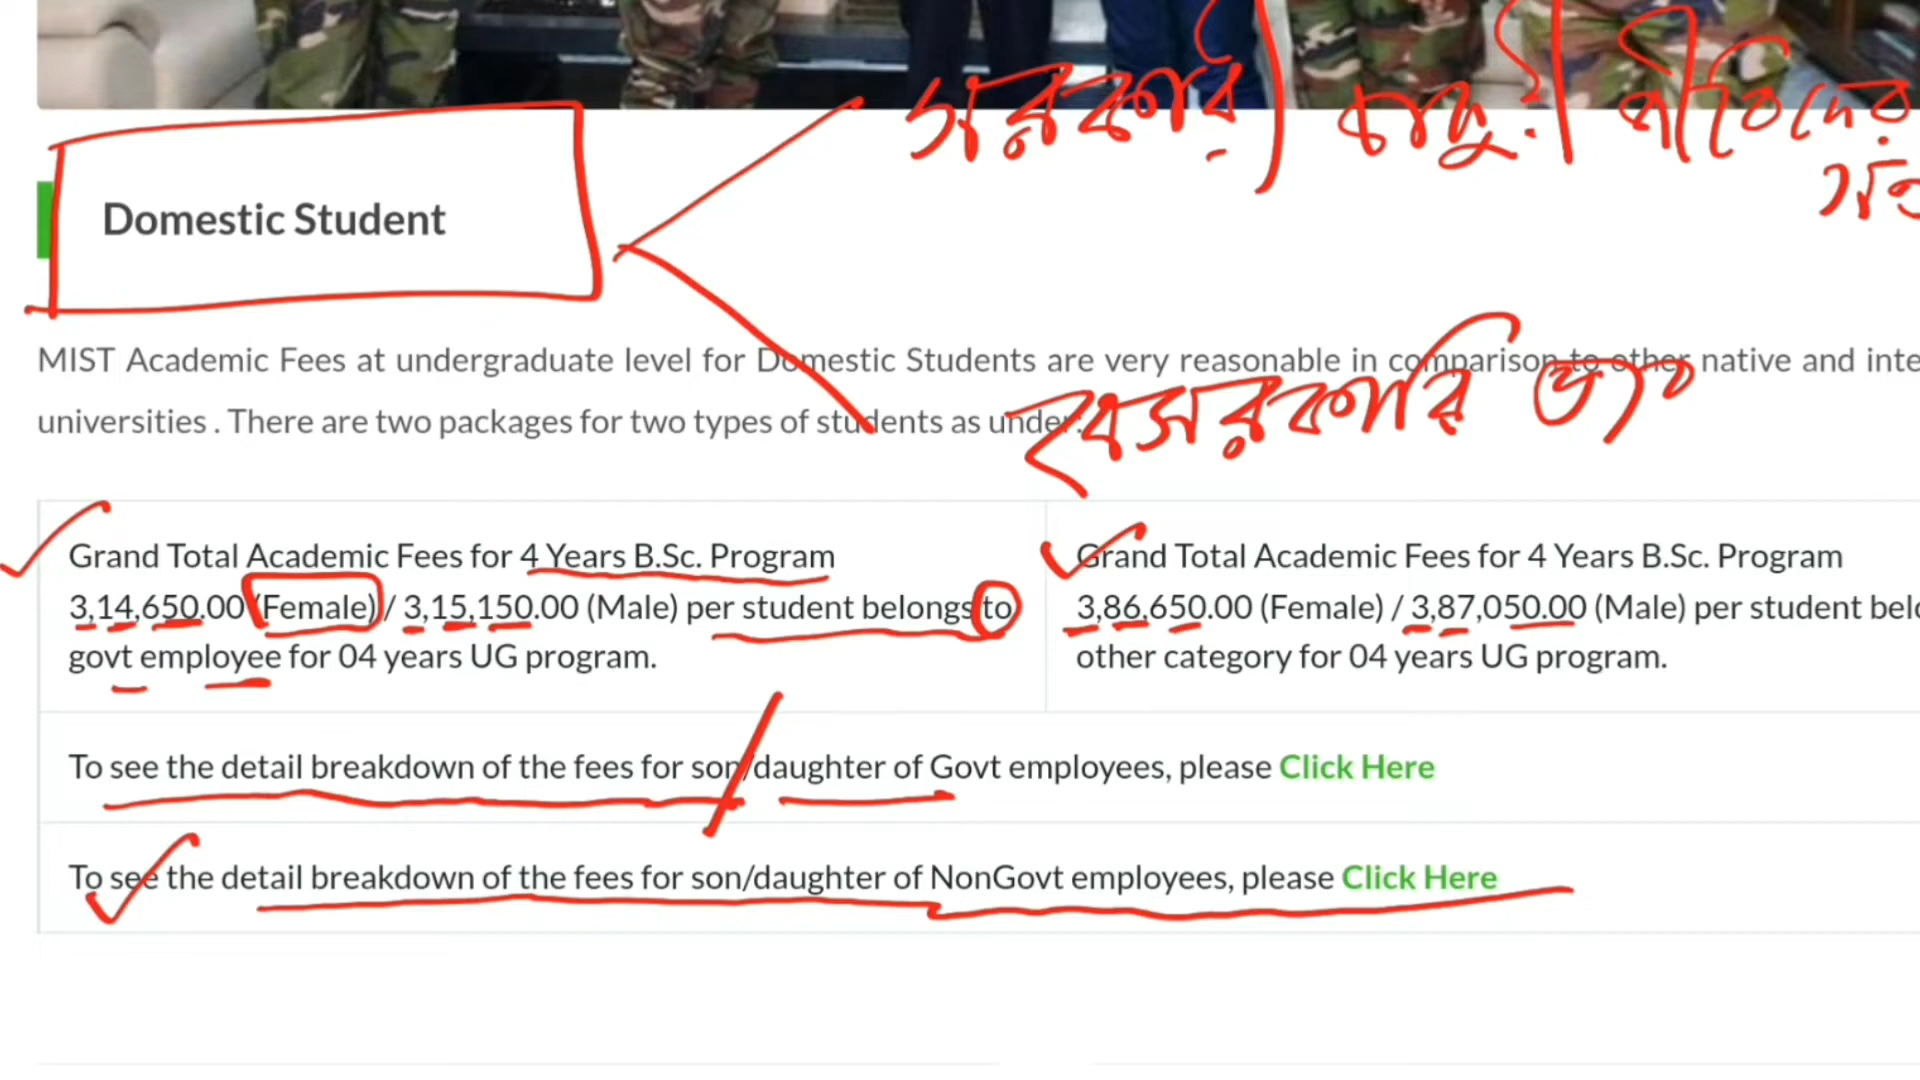 সরকারি
Domestic Student
MIST Academic Fees at undergraduate level for Domestic Students are very reasonable in comparison to other native and inte
universities . There are two packages for two types of students as under:
বেসরকারি
Grand Total Academic Fees for 4 Years B.Sc. Program
3,14,650.00 (Female) / 3,15,150.00 (Male) per student belongs to
govt employee for 04 years UG program.
Grand Total Academic Fees for 4 Years B.Sc. Program
3,86,650.00 (Female) / 3,87,050.00 (Male) per student belo
other category for 04 years UG program.
To see the detail breakdown of the fees for son/daughter of Govt employees, please Click Here
To see the detail breakdown of the fees for son/daughter of NonGovt employees, please Click Here